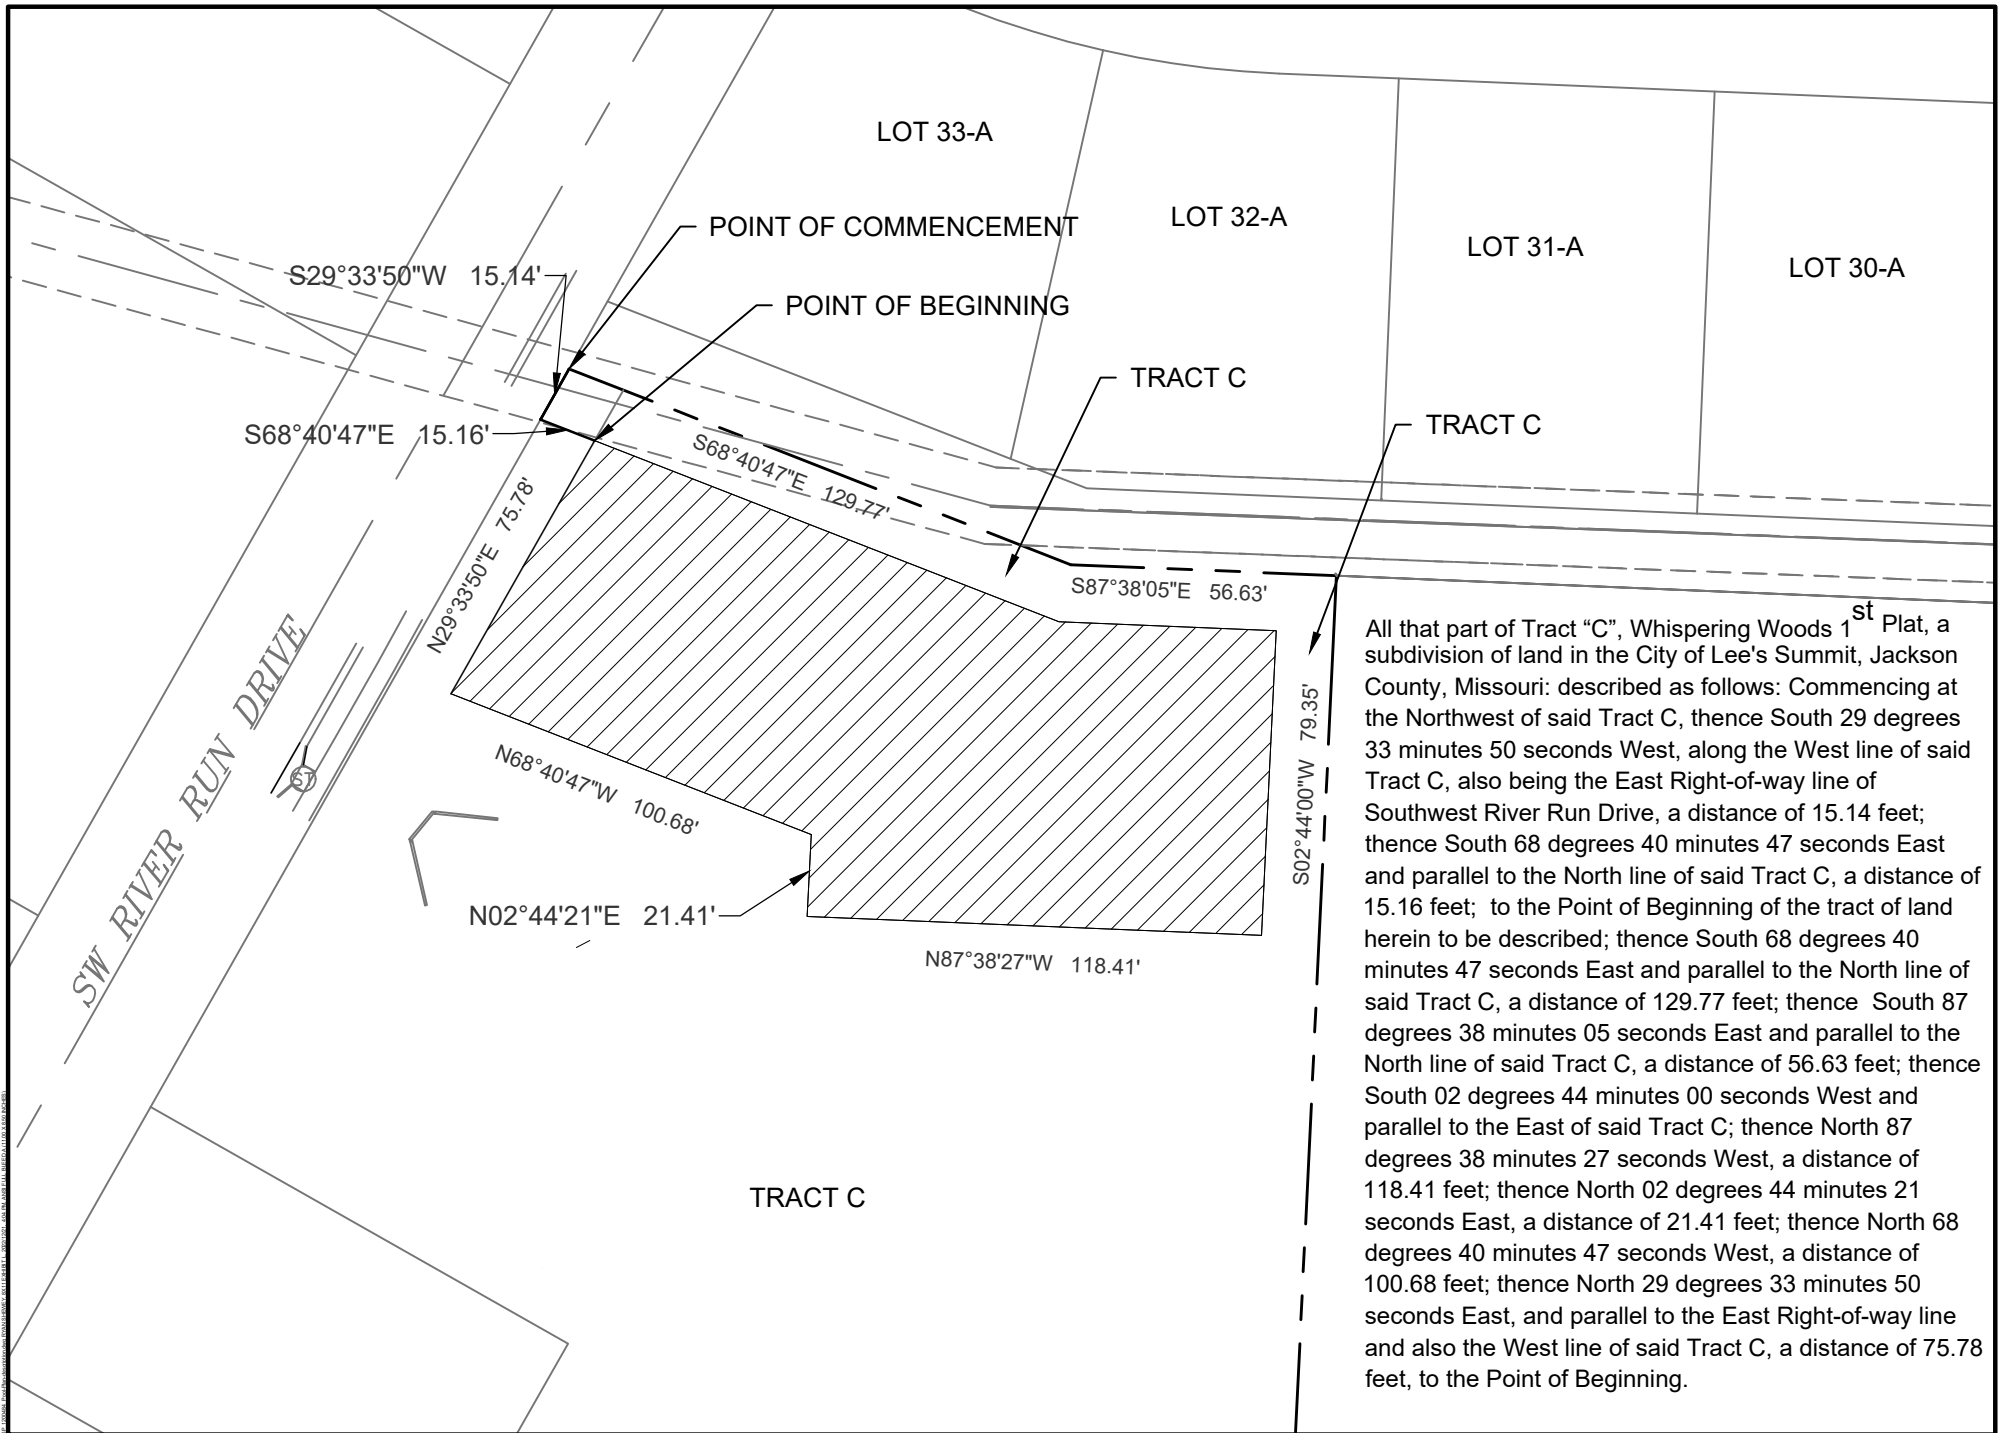 LOT 33-A
LOT 32-A
LOT 31-A
LOT 30-A
POINT OF COMMENCEMENT
S29°33'50"W 15.14'
POINT OF BEGINNING
TRACT C
TRACT C
S68°40'47"E 15.16'
S68°40'47"E 129.77'
N29°33'50"E 75.78'
S87°38'05"E 56.63'
SW RIVER RUN DRIVE
ST
N68°40'47"W 100.68'
S02°44'00"W 79.35'
N02°44'21"E 21.41'
N87°38'27"W 118.41'
TRACT C
All that part of Tract “C”, Whispering Woods 1st Plat, a
subdivision of land in the City of Lee's Summit, Jackson
County, Missouri: described as follows: Commencing at
the Northwest of said Tract C, thence South 29 degrees
33 minutes 50 seconds West, along the West line of said
Tract C, also being the East Right-of-way line of
Southwest River Run Drive, a distance of 15.14 feet;
thence South 68 degrees 40 minutes 47 seconds East
and parallel to the North line of said Tract C, a distance of
15.16 feet; to the Point of Beginning of the tract of land
herein to be described; thence South 68 degrees 40
minutes 47 seconds East and parallel to the North line of
said Tract C, a distance of 129.77 feet; thence South 87
degrees 38 minutes 05 seconds East and parallel to the
North line of said Tract C, a distance of 56.63 feet; thence
South 02 degrees 44 minutes 00 seconds West and
parallel to the East of said Tract C; thence North 87
degrees 38 minutes 27 seconds West, a distance of
118.41 feet; thence North 02 degrees 44 minutes 21
seconds East, a distance of 21.41 feet; thence North 68
degrees 40 minutes 47 seconds West, a distance of
100.68 feet; thence North 29 degrees 33 minutes 50
seconds East, and parallel to the East Right-of-way line
and also the West line of said Tract C, a distance of 75.78
feet, to the Point of Beginning.